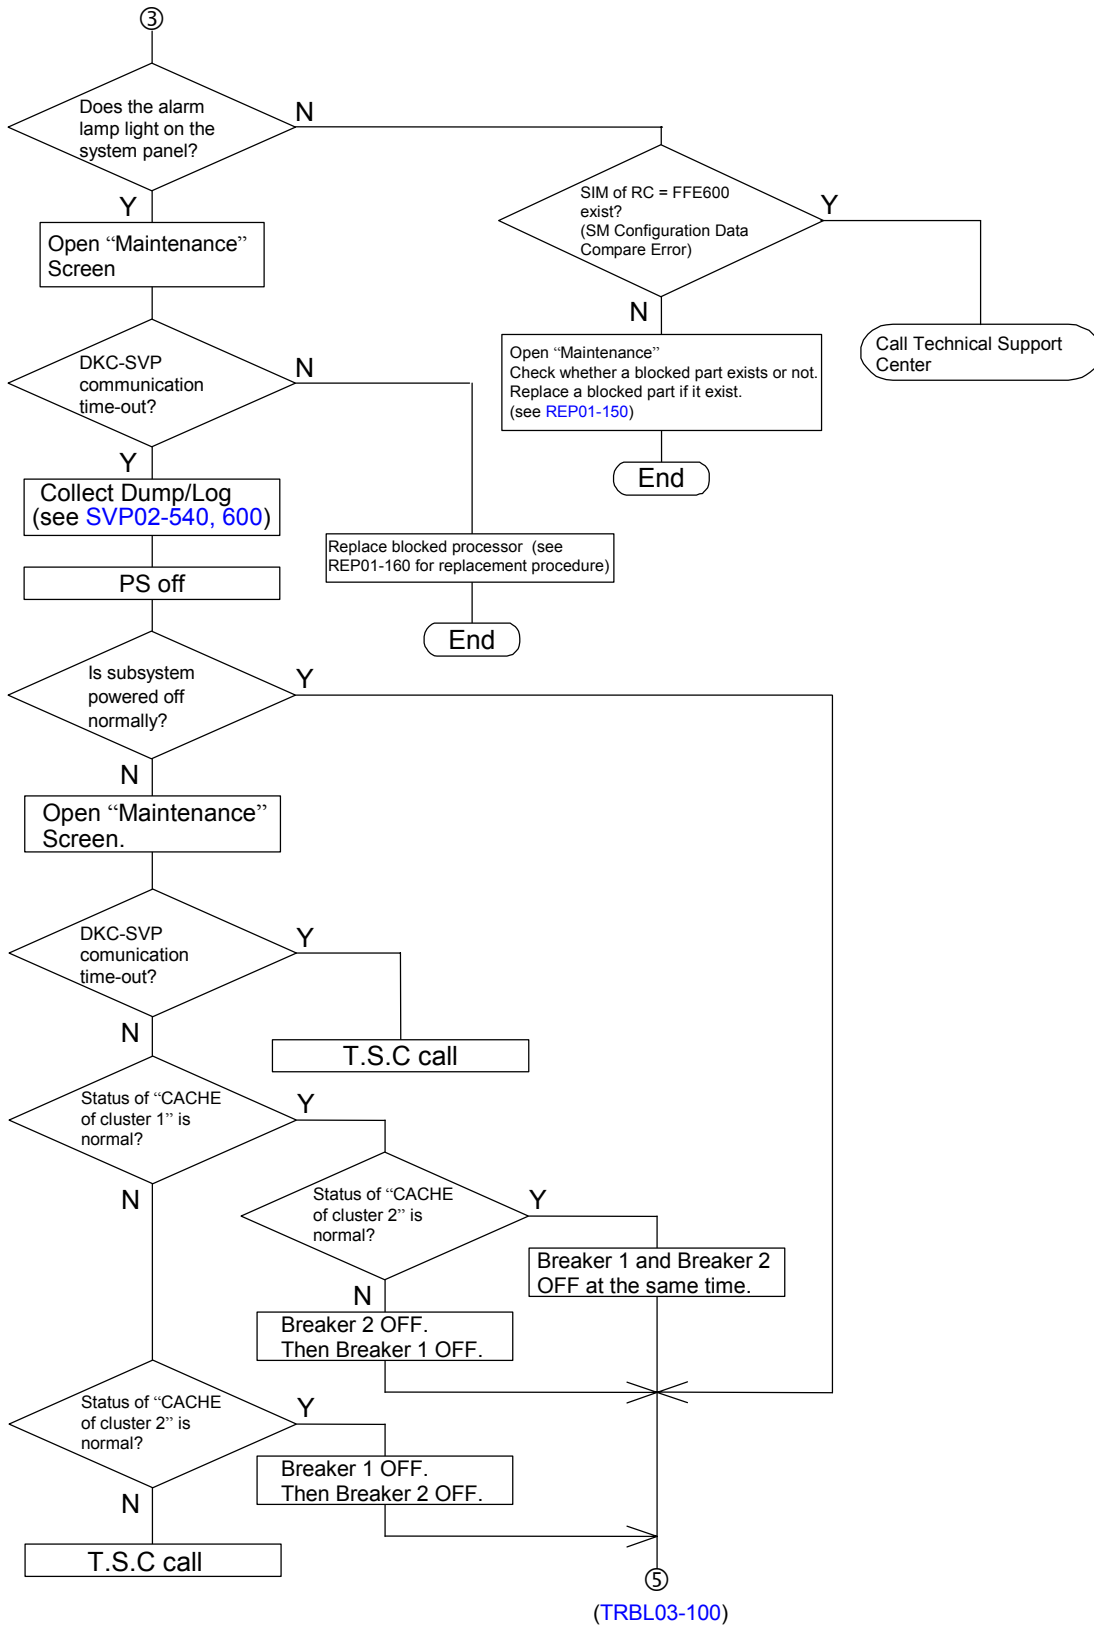 ③
Does the alarm
lamp light on the
system panel?
N
Y
SIM of RC = FFE600
exist?
(SM Configuration Data
Compare Error)
Y
N
Open “Maintenance”
Screen
Call Technical Support
Center
Open “Maintenance”
Check whether a blocked part exists or not.
Replace a blocked part if it exist.
(see REP01-150)
End
DKC-SVP
communication
time-out?
N
Y
Collect Dump/Log
(see SVP02-540, 600)
Replace blocked processor (see
REP01-160 for replacement procedure)
End
PS off
Is subsystem
powered off
normally?
Y
N
Open “Maintenance”
Screen.
DKC-SVP
comunication
time-out?
Y
N
T.S.C call
Status of “CACHE
of cluster 1” is
normal?
Y
N
Status of “CACHE
of cluster 2” is
normal?
Y
N
Breaker 1 and Breaker 2
OFF at the same time.
Breaker 2 OFF.
Then Breaker 1 OFF.
Status of “CACHE
of cluster 2” is
normal?
Y
N
Breaker 1 OFF.
Then Breaker 2 OFF.
T.S.C call
⑤
(TRBL03-100)